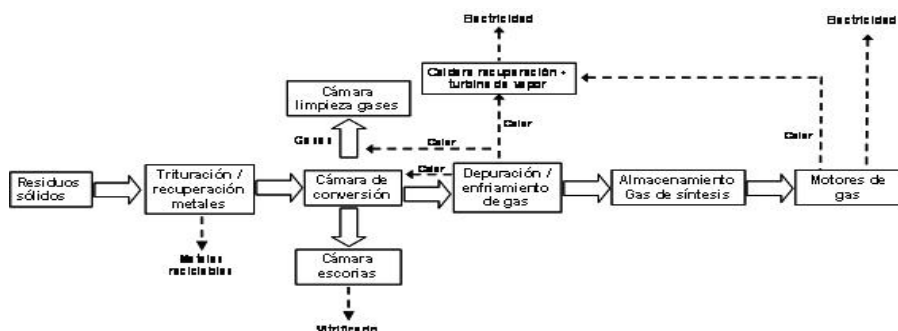 Electricidad
Electricidad
Caldera recuperación +
turbina de vapor
Cámara
limpieza gases
Gases
Calor
Calor
Calor
Calor
Residuos
sólidos
Trituración /
recuperación
metales
Cámara de
conversión
Depuración /
enfriamiento
de gas
Almacenamiento
Gas de síntesis
Motores de
gas
Metales
reciclables
Cámara
escorias
Vitrificado